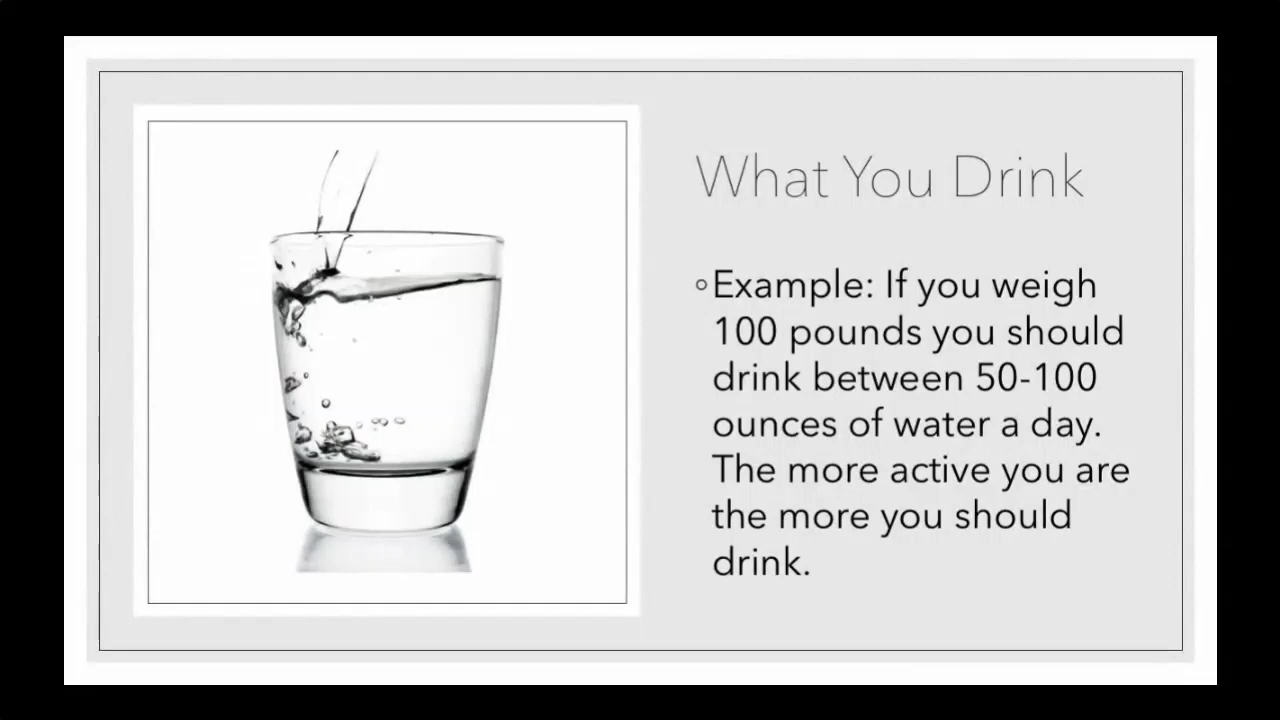 What You Drink
◦Example: If you weigh
100 pounds you should
drink between 50-100
ounces of water a day.
The more active you are
the more you should
drink.